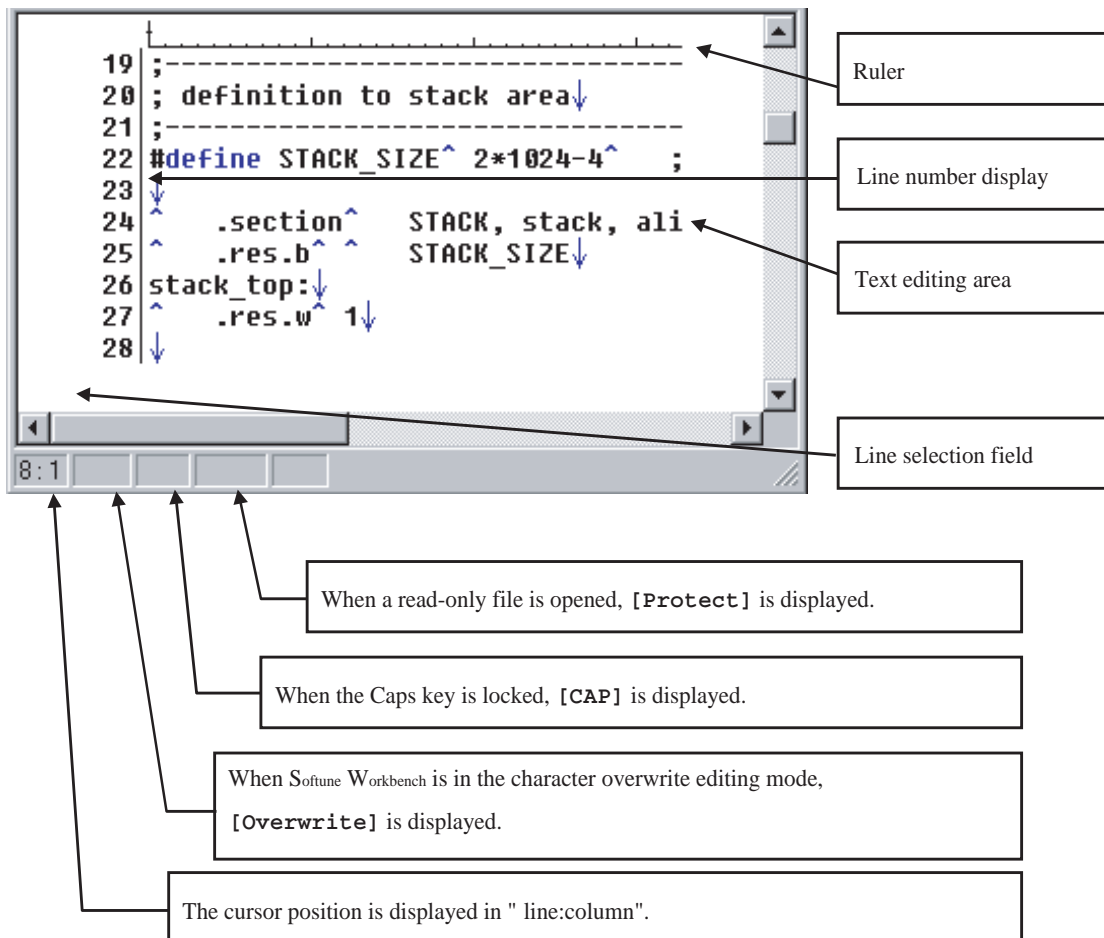 Ruler
19 ;--------------------------------
20 ; definition to stack area↓
21 ;--------------------------------
22 #define STACK_SIZE^ 2*1024-4^ ;
23 ↓
Line number display
24 ^ .section^ STACK, stack, ali
25 ^ .res.b^ ^ STACK_SIZE↓
26 stack_top:↓
Text editing area
27 ^ .res.w^ 1↓
28 ↓
Line selection field
8:1
When a read-only file is opened, [Protect] is displayed.
When the Caps key is locked, [CAP] is displayed.
When Softune Workbench is in the character overwrite editing mode,
[Overwrite] is displayed.
The cursor position is displayed in " line:column".